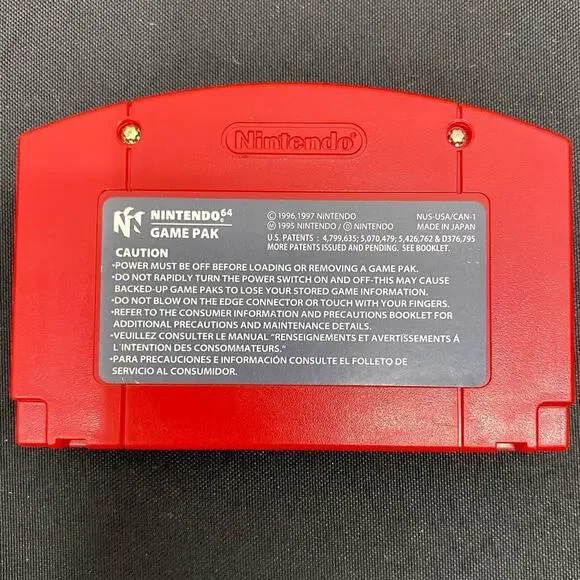 Nintendo
NINTENDO64
GAME PAK
© 1996,1997 NINTENDO
Ⓜ 1995 NINTENDO / Ⓓ NINTENDO
NUS-USA/CAN-1
MADE IN JAPAN
U.S. PATENTS : 4,799,635; 5,070,479; 5,426,762 & D376,795
MORE PATENTS ISSUED AND PENDING. SEE BOOKLET.
CAUTION
•POWER MUST BE OFF BEFORE LOADING OR REMOVING A GAME PAK.
•DO NOT RAPIDLY TURN THE POWER SWITCH ON AND OFF-THIS MAY CAUSE
BACKED-UP GAME PAKS TO LOSE YOUR STORED GAME INFORMATION.
•DO NOT BLOW ON THE EDGE CONNECTOR OR TOUCH WITH YOUR FINGERS.
•REFER TO THE CONSUMER INFORMATION AND PRECAUTIONS BOOKLET FOR
ADDITIONAL PRECAUTIONS AND MAINTENANCE DETAILS.
•VEUILLEZ CONSULTER LE MANUAL "RENSEIGNEMENTS ET AVERTISSEMENTS Á
L'INTENTION DES CONSOMMATEURS."
•PARA PRECAUCIONES E INFORMACIÓN CONSULTE EL FOLLETO DE
SERVICIO AL CONSUMIDOR.